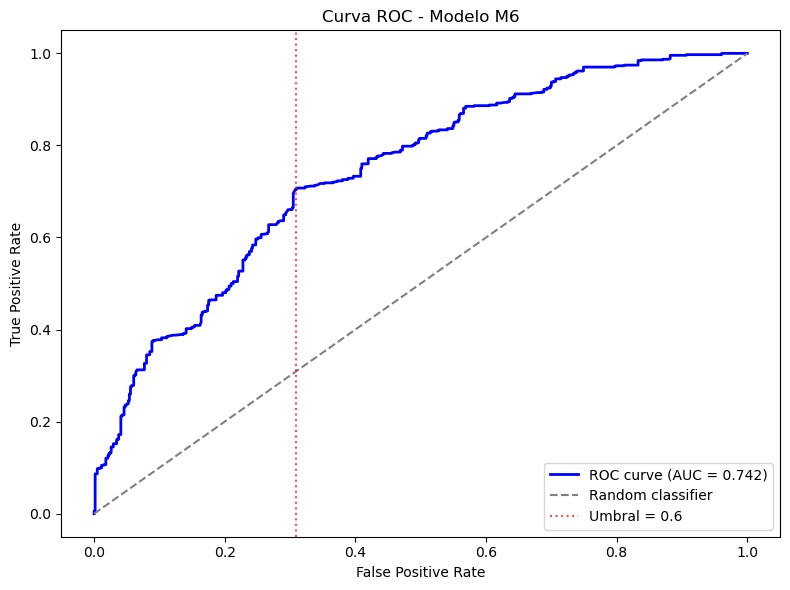 Curva ROC - Modelo M6
True Positive Rate
1.0
0.8
0.6
0.4
0.2
0.0
0.0 0.2 0.4 0.6 0.8 1.0
False Positive Rate
ROC curve (AUC = 0.742)
Random classifier
Umbral = 0.6